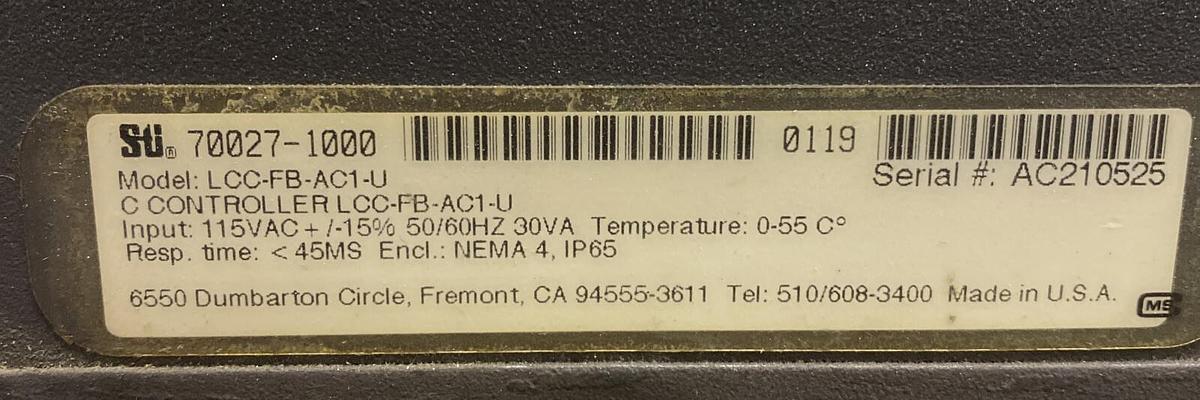 STi® 70027-1000 0119
Serial #: AC210525
Model: LCC-FB-AC1-U
C CONTROLLER LCC-FB-AC1-U
Input: 115VAC + /-15% 50/60HZ 30VA Temperature: 0-55 C°
Resp. time: < 45MS Encl.: NEMA 4, IP65
6550 Dumbarton Circle, Fremont, CA 94555-3611 Tel: 510/608-3400 Made in U.S.A.
MS